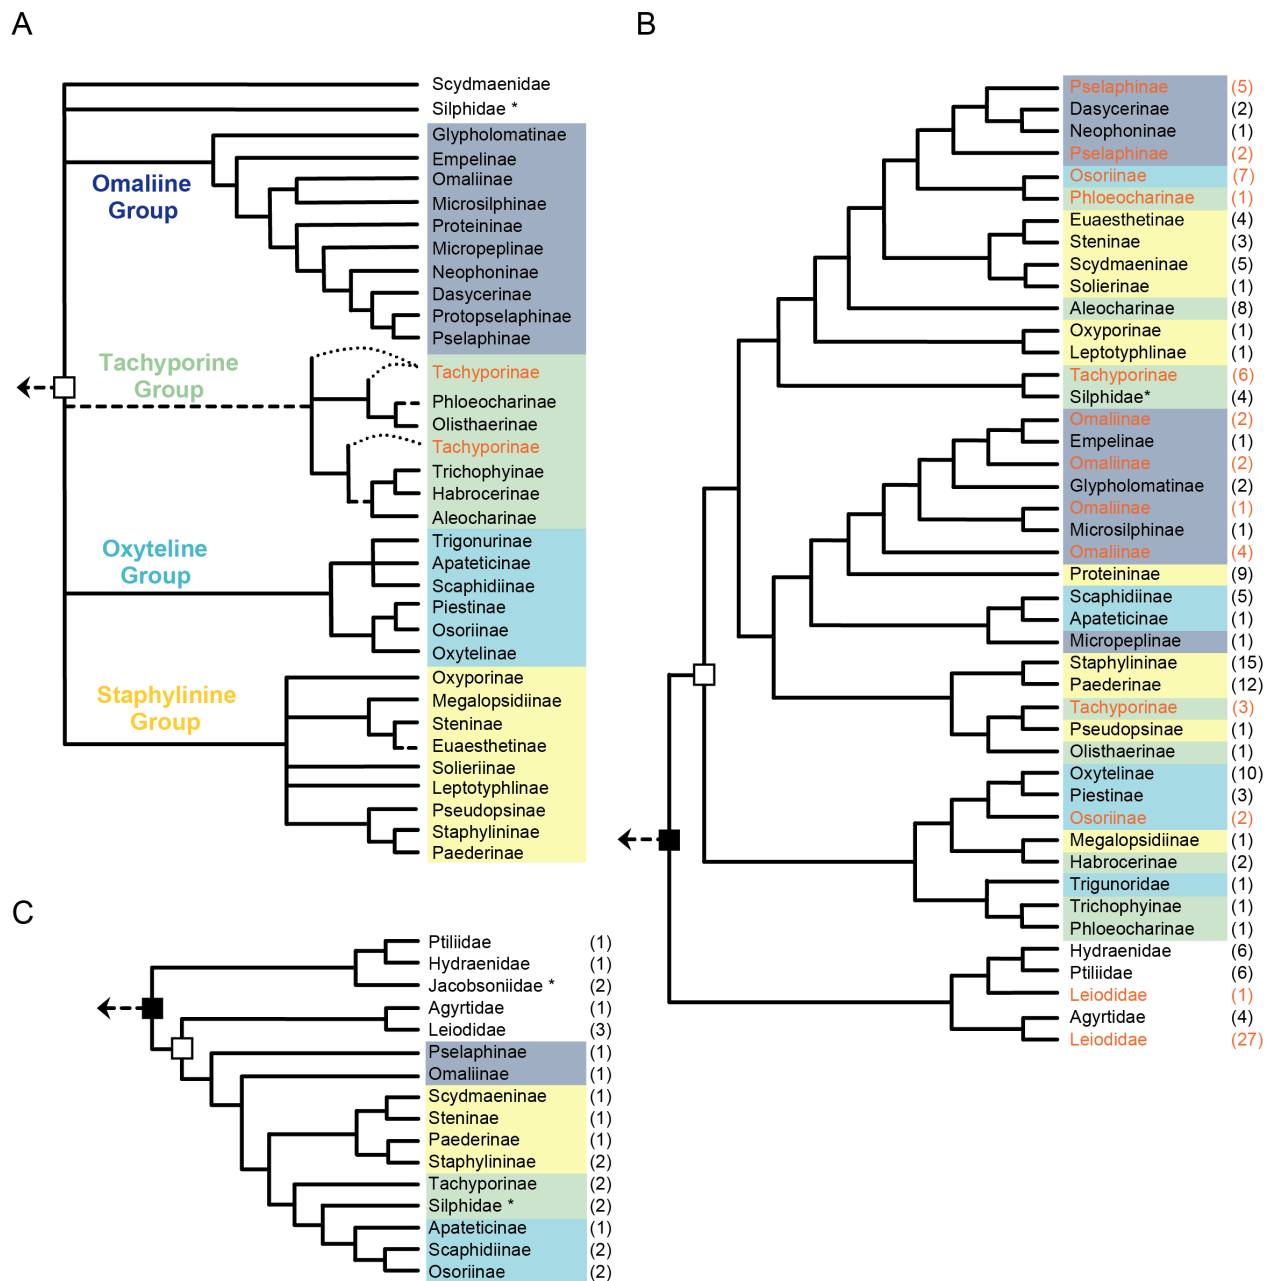 A
Scydmaenidae
Silphidae *
Glypholomatinae
Empelinae
Omaliinae
Microsilphinae
Proteininae
Micropeplinae
Neophoninae
Dasycerinae
Protopselaphinae
Pselaphinae
Omaliine
Group
Tachyporinae
Phloeocharinae
Olisthaerinae
Tachyporinae
Trichophyinae
Habrocerinae
Aleocharinae
Tachyporine
Group
Trigonurinae
Apateticinae
Scaphidiinae
Piestinae
Osoriinae
Oxytelinae
Oxyteline
Group
Oxyporinae
Megalopsidiinae
Steninae
Euaesthetinae
Solieriinae
Leptotyphlinae
Pseudopsinae
Staphylininae
Paederinae
Staphylinine
Group
B
Pselaphinae (5)
Dasycerinae (2)
Neophoninae (1)
Pselaphinae (2)
Osoriinae (7)
Phloeocharinae (1)
Euaesthetinae (4)
Steninae (3)
Scydmaeninae (5)
Solierinae (1)
Aleocharinae (8)
Oxyporinae (1)
Leptotyphlinae (1)
Tachyporinae (6)
Silphidae* (4)
Omaliinae (2)
Empelinae (1)
Omaliinae (2)
Glypholomatinae (2)
Omaliinae (1)
Microsilphinae (1)
Omaliinae (4)
Proteininae (9)
Scaphidiinae (5)
Apateticinae (1)
Micropeplinae (1)
Staphylininae (15)
Paederinae (12)
Tachyporinae (3)
Pseudopsinae (1)
Olisthaerinae (1)
Oxytelinae (10)
Piestinae (3)
Osoriinae (2)
Megalopsidiinae (1)
Habrocerinae (2)
Trigunoridae (1)
Trichophyinae (1)
Phloeocharinae (1)
Hydraenidae (6)
Ptiliidae (6)
Leiodidae (1)
Agyrtidae (4)
Leiodidae (27)
C
Ptiliidae (1)
Hydraenidae (1)
Jacobsoniidae * (2)
Agyrtidae (1)
Leiodidae (3)
Pselaphinae (1)
Omaliinae (1)
Scydmaeninae (1)
Steninae (1)
Paederinae (1)
Staphylininae (2)
Tachyporinae (2)
Silphidae * (2)
Apateticinae (1)
Scaphidiinae (2)
Osoriinae (2)